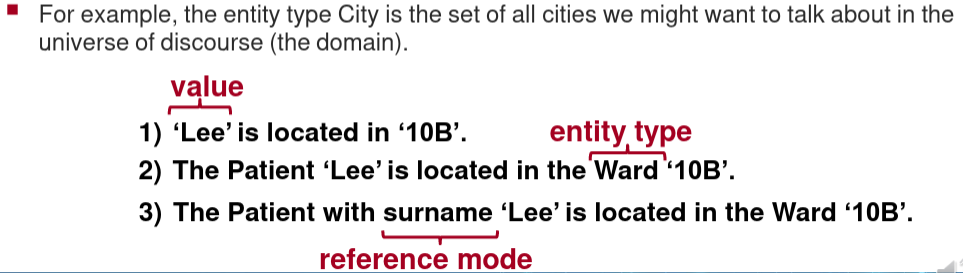 For example, the entity type City is the set of all cities we might want to talk about in the
universe of discourse (the domain).
value
1) ‘Lee’ is located in ‘10B’.
entity type
2) The Patient ‘Lee’ is located in the Ward ‘10B’.
3) The Patient with surname ‘Lee’ is located in the Ward ‘10B’.
reference mode